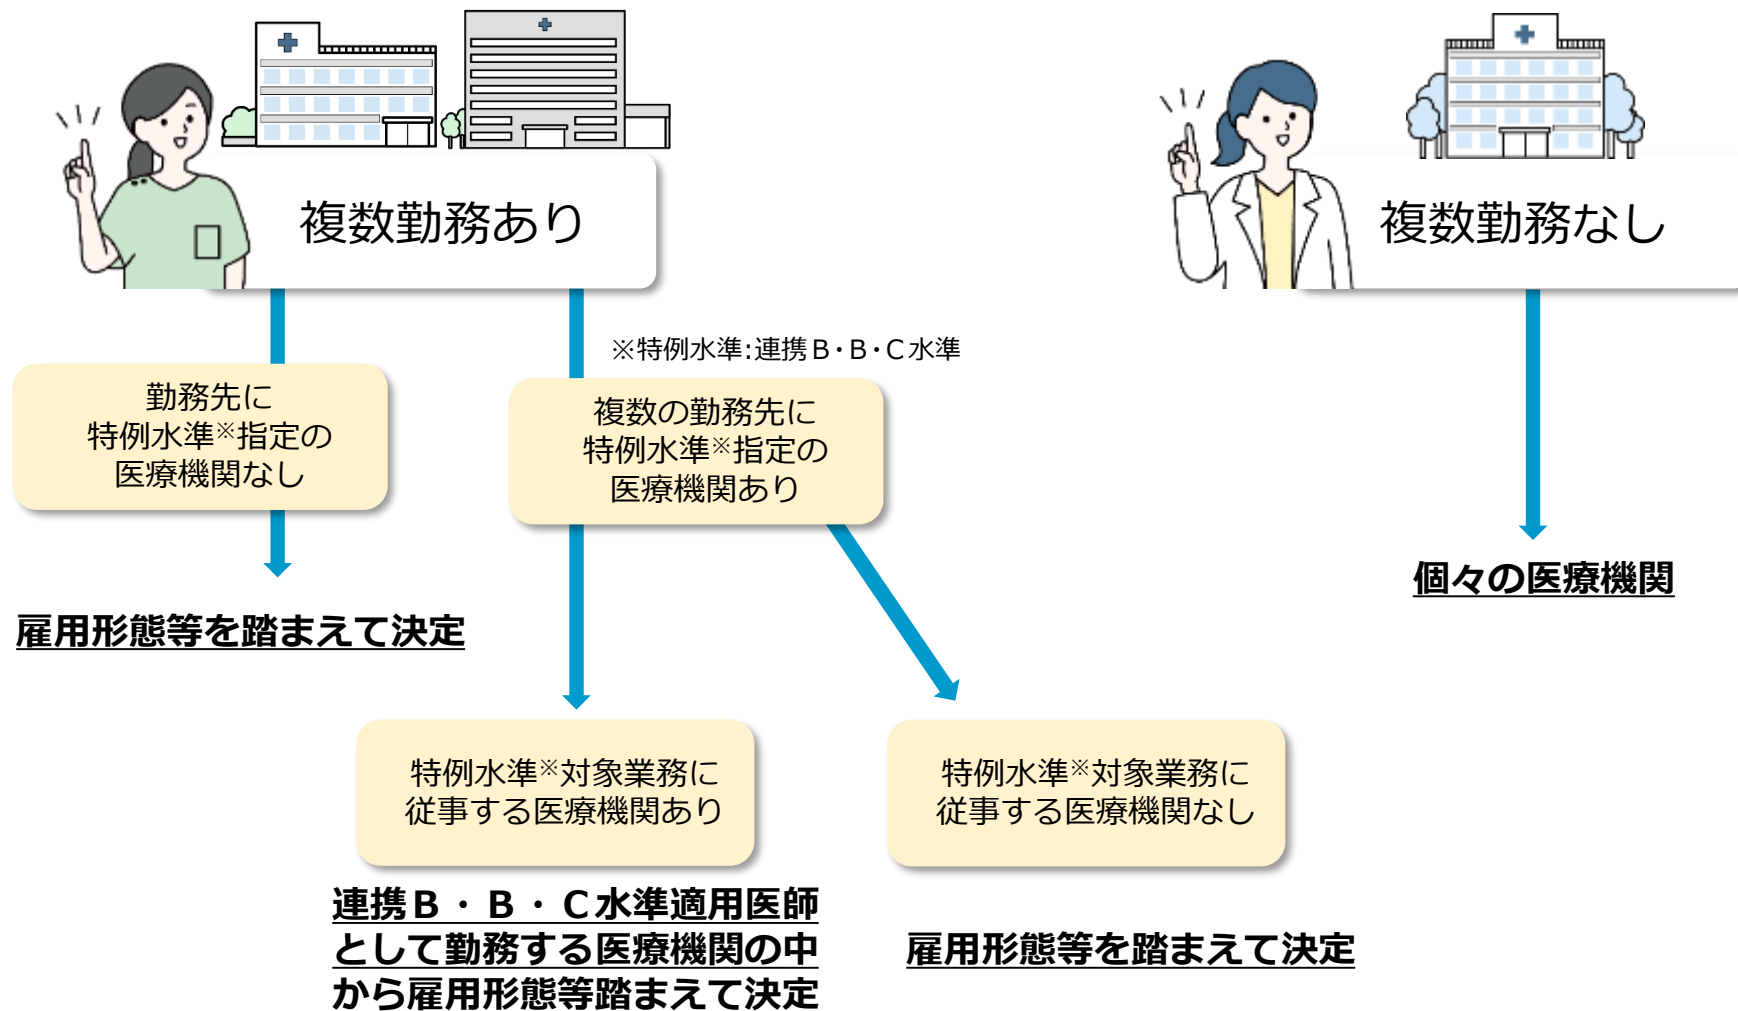 複数勤務あり
複数勤務なし
※特例水準:連携B・B・C水準
勤務先に
特例水準※指定の
医療機関なし
複数の勤務先に
特例水準※指定の
医療機関あり
個々の医療機関
雇用形態等を踏まえて決定
特例水準※対象業務に
従事する医療機関あり
特例水準※対象業務に
従事する医療機関なし
連携B・B・C水準適用医師
として勤務する医療機関の中
から雇用形態等踏まえて決定
雇用形態等を踏まえて決定